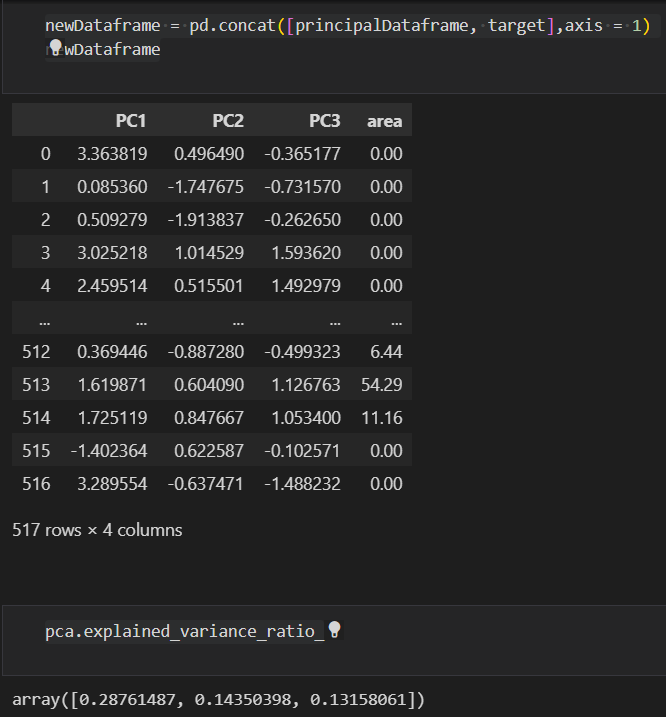 newDataframe = pd.concat([principalDataframe, target],axis = 1)
newDataframe
PC1 PC2 PC3 area
0 3.363819 0.496490 -0.365177 0.00
1 0.085360 -1.747675 -0.731570 0.00
2 0.509279 -1.913837 -0.262650 0.00
3 3.025218 1.014529 1.593620 0.00
4 2.459514 0.515501 1.492979 0.00
... ... ... ... ...
512 0.369446 -0.887280 -0.499323 6.44
513 1.619871 0.604090 1.126763 54.29
514 1.725119 0.847667 1.053400 11.16
515 -1.402364 0.622587 -0.102571 0.00
516 3.289554 -0.637471 -1.488232 0.00
517 rows × 4 columns
pca.explained_variance_ratio_
array([0.28761487, 0.14350398, 0.13158061])